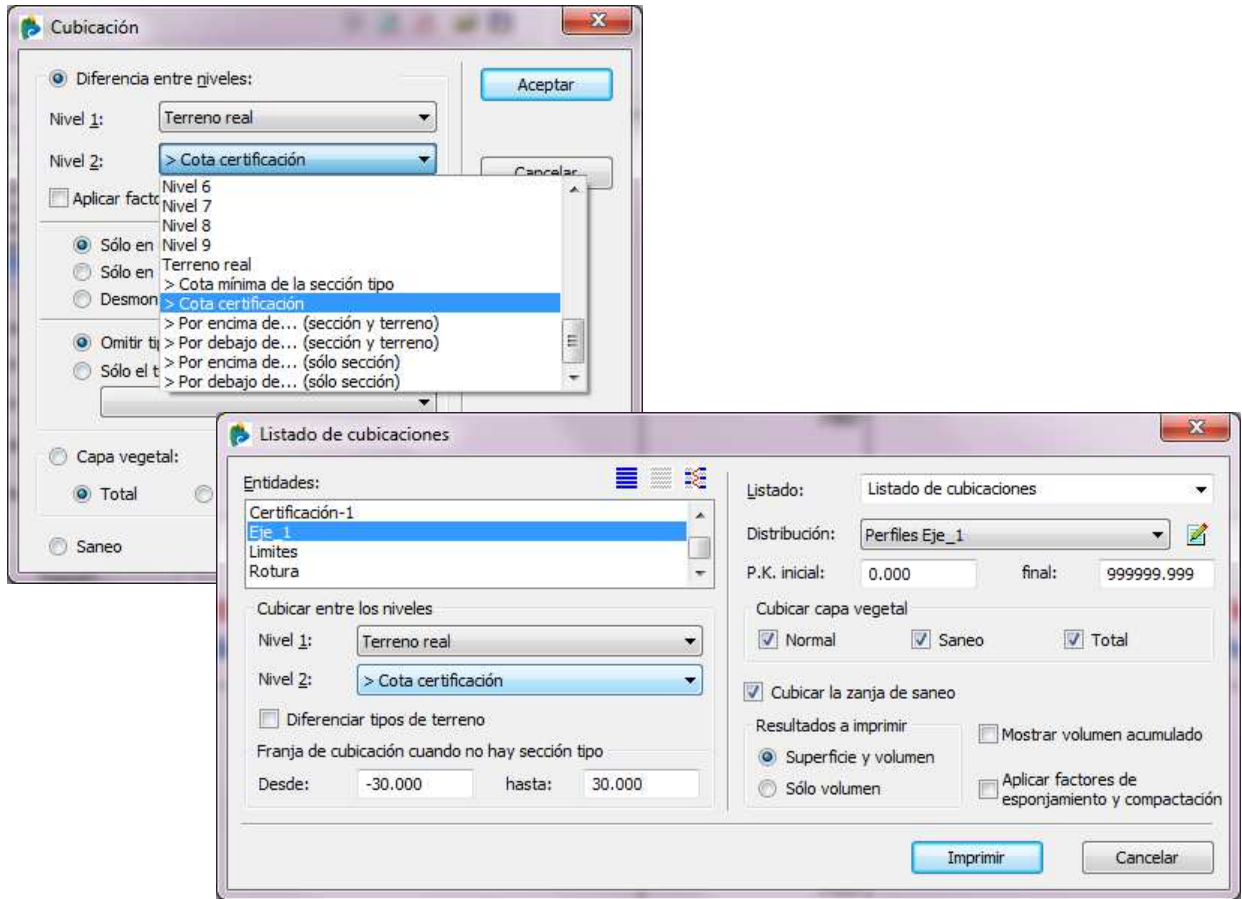 Cubicación
Diferencia entre niveles:
Aceptar
Nivel 1:
Terreno real
Nivel 2:
> Cota certificación
Cancelar
Aplicar
Nivel 6
Nivel 7
Nivel 8
Nivel 9
Terreno real
> Cota mínima de la sección tipo
> Cota certificación
> Por encima de... (sección y terreno)
> Por debajo de... (sección y terreno)
> Por encima de... (sólo sección)
> Por debajo de... (sólo sección)
Sólo en
Sólo en
Desmon
Omitir
Sólo el t
Capa vegetal:
Total
Saneo
Listado de cubicaciones
Entidades:
Certificación-1
Eje_1
Limites
Rotura
Cubicar entre los niveles
Nivel 1:
Terreno real
Nivel 2:
> Cota certificación
Diferenciar tipos de terreno
Franja de cubicación cuando no hay sección tipo
Desde:
-30.000
hasta:
30.000
Listado:
Listado de cubicaciones
Distribución:
Perfiles Eje_1
P.K. inicial:
0.000
final:
999999.999
Cubicar capa vegetal
Normal
Saneo
Total
Cubicar la zanja de saneo
Resultados a imprimir
Superficie y volumen
Sólo volumen
Mostrar volumen acumulado
Aplicar factores de
esponjamiento y compactación
Imprimir
Cancelar